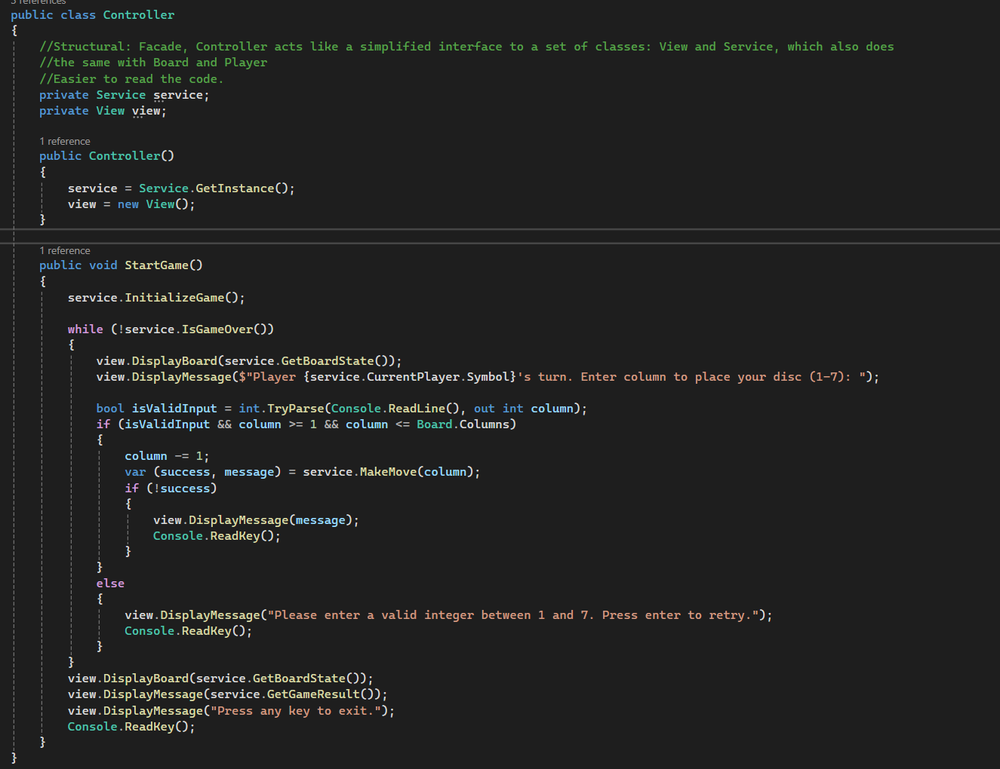 references
public class Controller
{
//Structural: Facade, Controller acts like a simplified interface to a set of classes: View and Service, which also does
//the same with Board and Player
//Easier to read the code.
private Service service;
private View view;
1 reference
public Controller()
{
service = Service.GetInstance();
view = new View();
}
1 reference
public void StartGame()
{
service.InitializeGame();
while (!service.IsGameOver())
{
view.DisplayBoard(service.GetBoardState());
view.DisplayMessage($"Player {service.CurrentPlayer.Symbol}'s turn. Enter column to place your disc (1-7): ");
bool isValidInput = int.TryParse(Console.ReadLine(), out int column);
if (isValidInput && column >= 1 && column <= Board.Columns)
{
column -= 1;
var (success, message) = service.MakeMove(column);
if (!success)
{
view.DisplayMessage(message);
Console.ReadKey();
}
}
else
{
view.DisplayMessage("Please enter a valid integer between 1 and 7. Press enter to retry.");
Console.ReadKey();
}
}
view.DisplayBoard(service.GetBoardState());
view.DisplayMessage(service.GetGameResult());
view.DisplayMessage("Press any key to exit.");
Console.ReadKey();
}
}